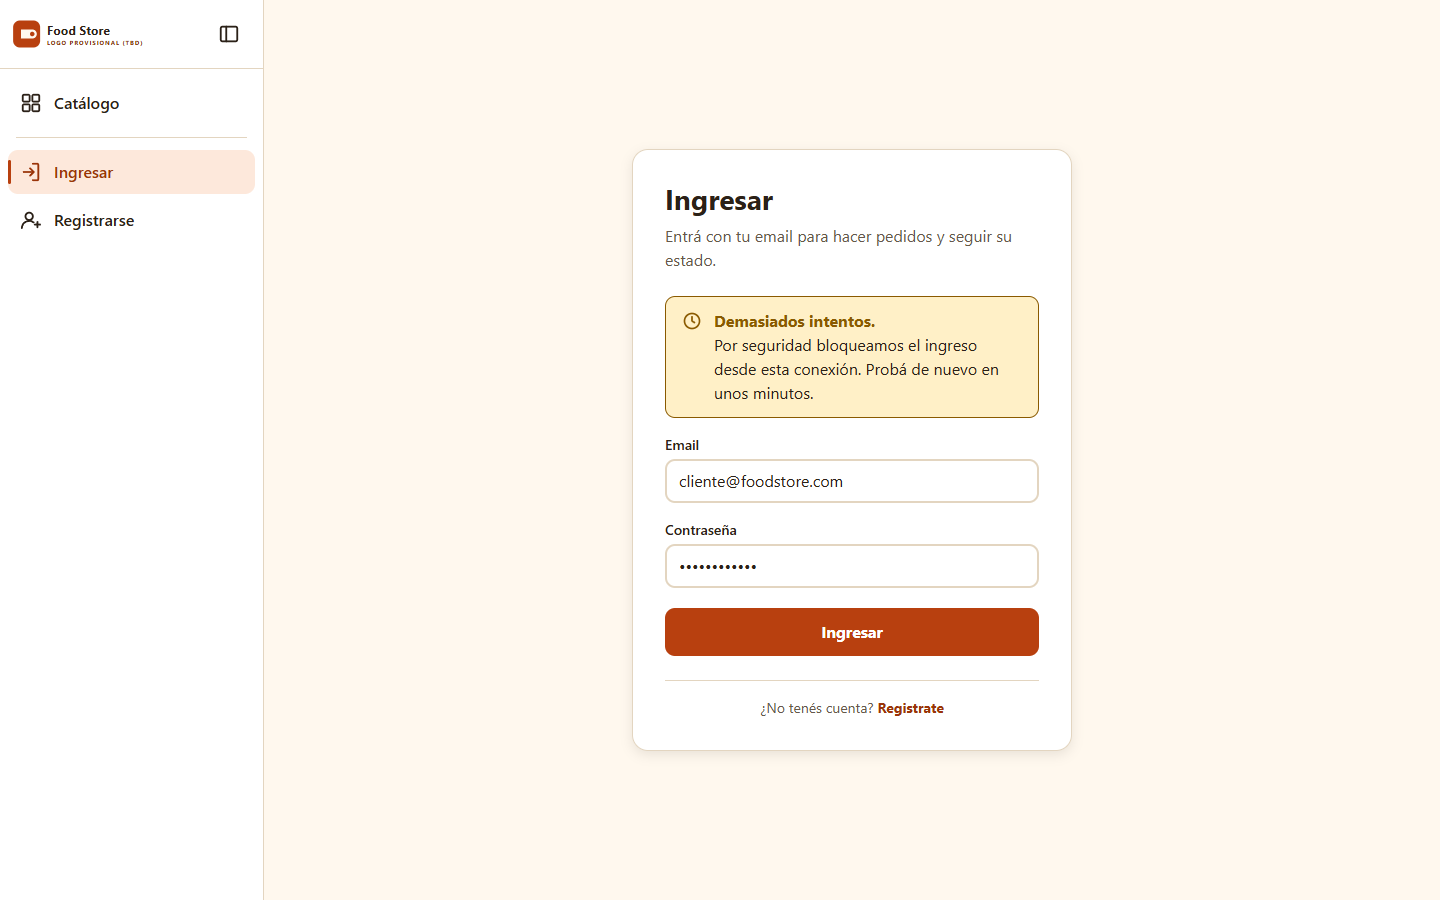 Food Store
LOGO PROVISIONAL (TBD)
Catálogo
Ingresar
Registrarse
Ingresar
Entrá con tu email para hacer pedidos y seguir su
estado.
Demasiados intentos.
Por seguridad bloqueamos el ingreso
desde esta conexión. Probá de nuevo en
unos minutos.
Email
cliente@foodstore.com
Contraseña
••••••••••••
Ingresar
¿No tenés cuenta? Registrate